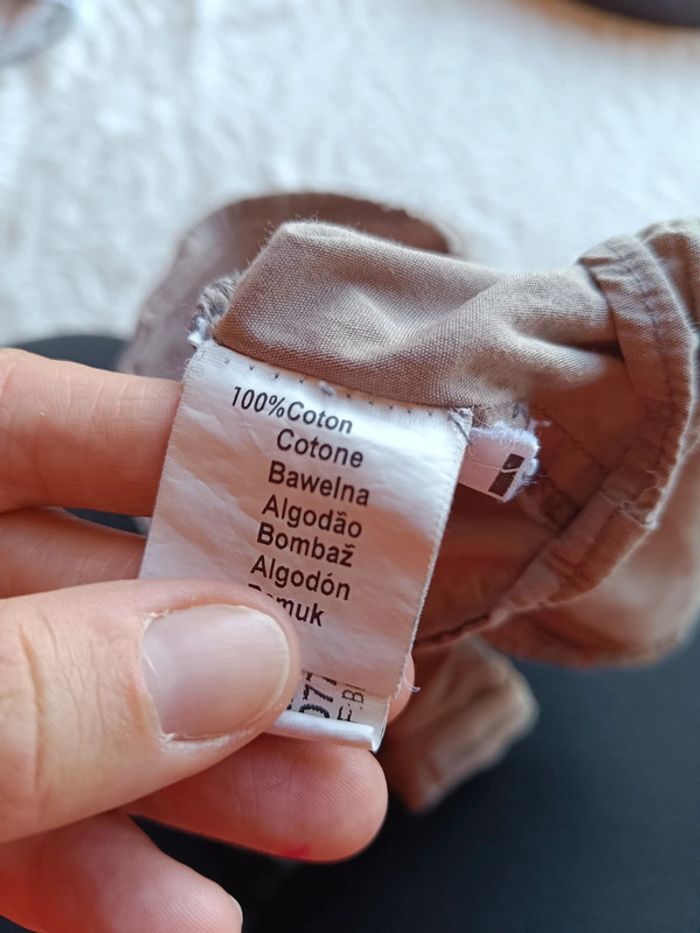 100%Coton
Cotone
Bawelna
Algodão
Bombaž
Algodón